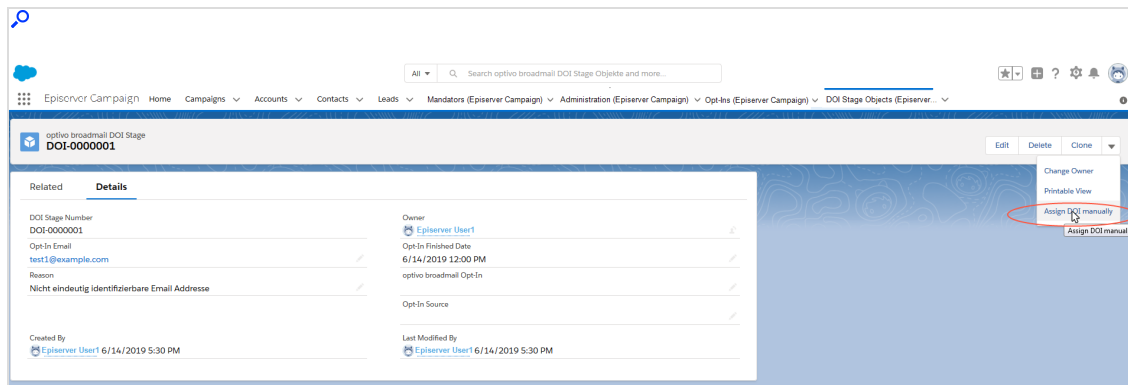 All Search optivo broadmail DOI Stage Objekte and more...
Episerver Campaign Home Campaigns Accounts Contacts Leads Mandators (Episerver Campaign) Administration (Episerver Campaign) Opt-Ins (Episerver Campaign) DOI Stage Objects (Episerver...
optivo broadmail DOI Stage
DOI-0000001
Edit Delete Clone
Change Owner
Printable View
Assign DOI manually
Assign DOI manual
Related Details
DOI Stage Number Owner
DOI-0000001 Episerver User1
Opt-In Email Opt-In Finished Date
test1@example.com 6/14/2019 12:00 PM
Reason optivo broadmail Opt-In
Nicht eindeutig identifizierbare Email Addresse
Opt-In Source
Created By Last Modified By
Episerver User1 6/14/2019 5:30 PM Episerver User1 6/14/2019 5:30 PM